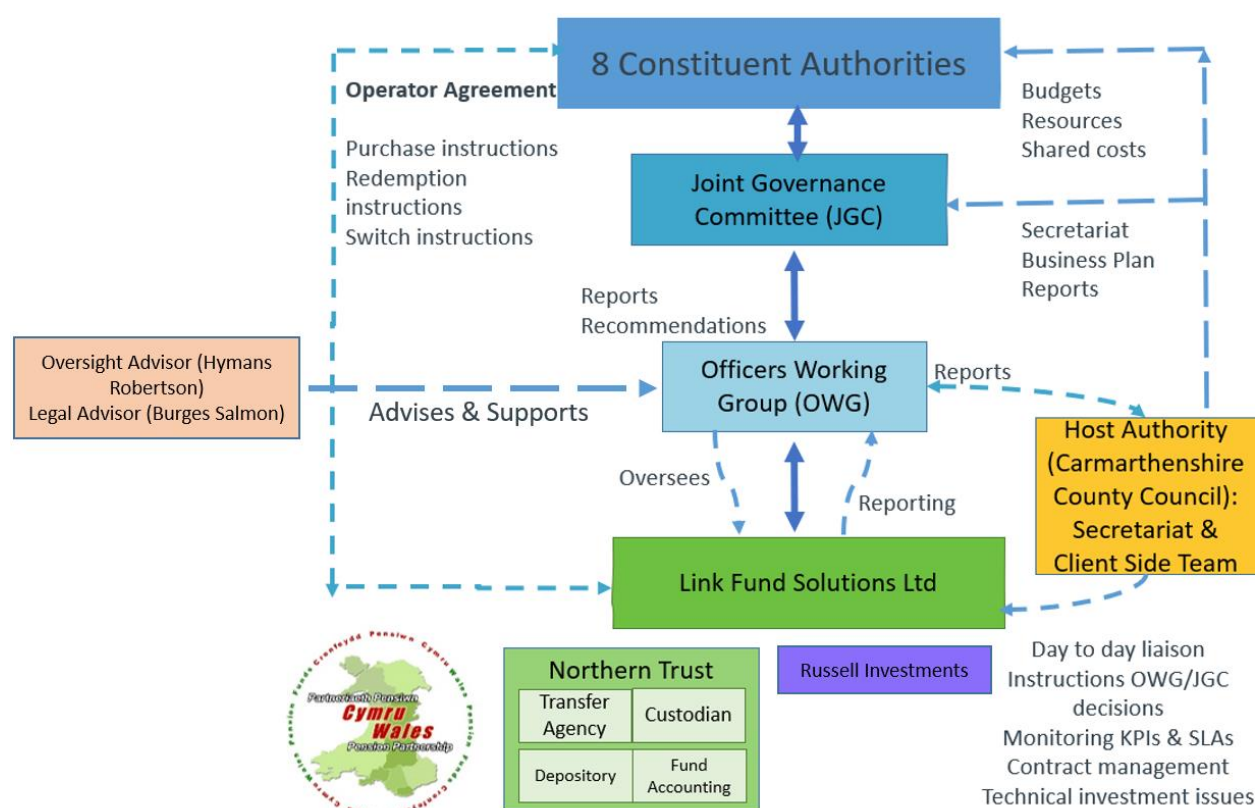 8 Constituent Authorities
Operator Agreement
Purchase instructions
Redemption
instructions
Switch instructions
Budgets
Resources
Shared costs
Joint Governance
Committee (JGC)
Secretariat
Business Plan
Reports
Reports
Recommendations
Oversight Advisor (Hymans
Robertson)
Legal Advisor (Burges Salmon)
Advises & Supports
Officers Working
Group (OWG)
Reports
Host Authority
(Carmarthenshire
County Council):
Secretariat &
Client Side Team
Oversees
Reporting
Link Fund Solutions Ltd
Cronfeydd Pensiwn Cymru
Partneriaeth Pensiwn
Cymru
Wales
Pension Partnership
Northern Trust
Transfer
Agency
Custodian
Depository
Fund
Accounting
Russell Investments
Day to day liaison
Instructions OWG/JGC
decisions
Monitoring KPIs & SLAs
Contract management
Technical investment issues